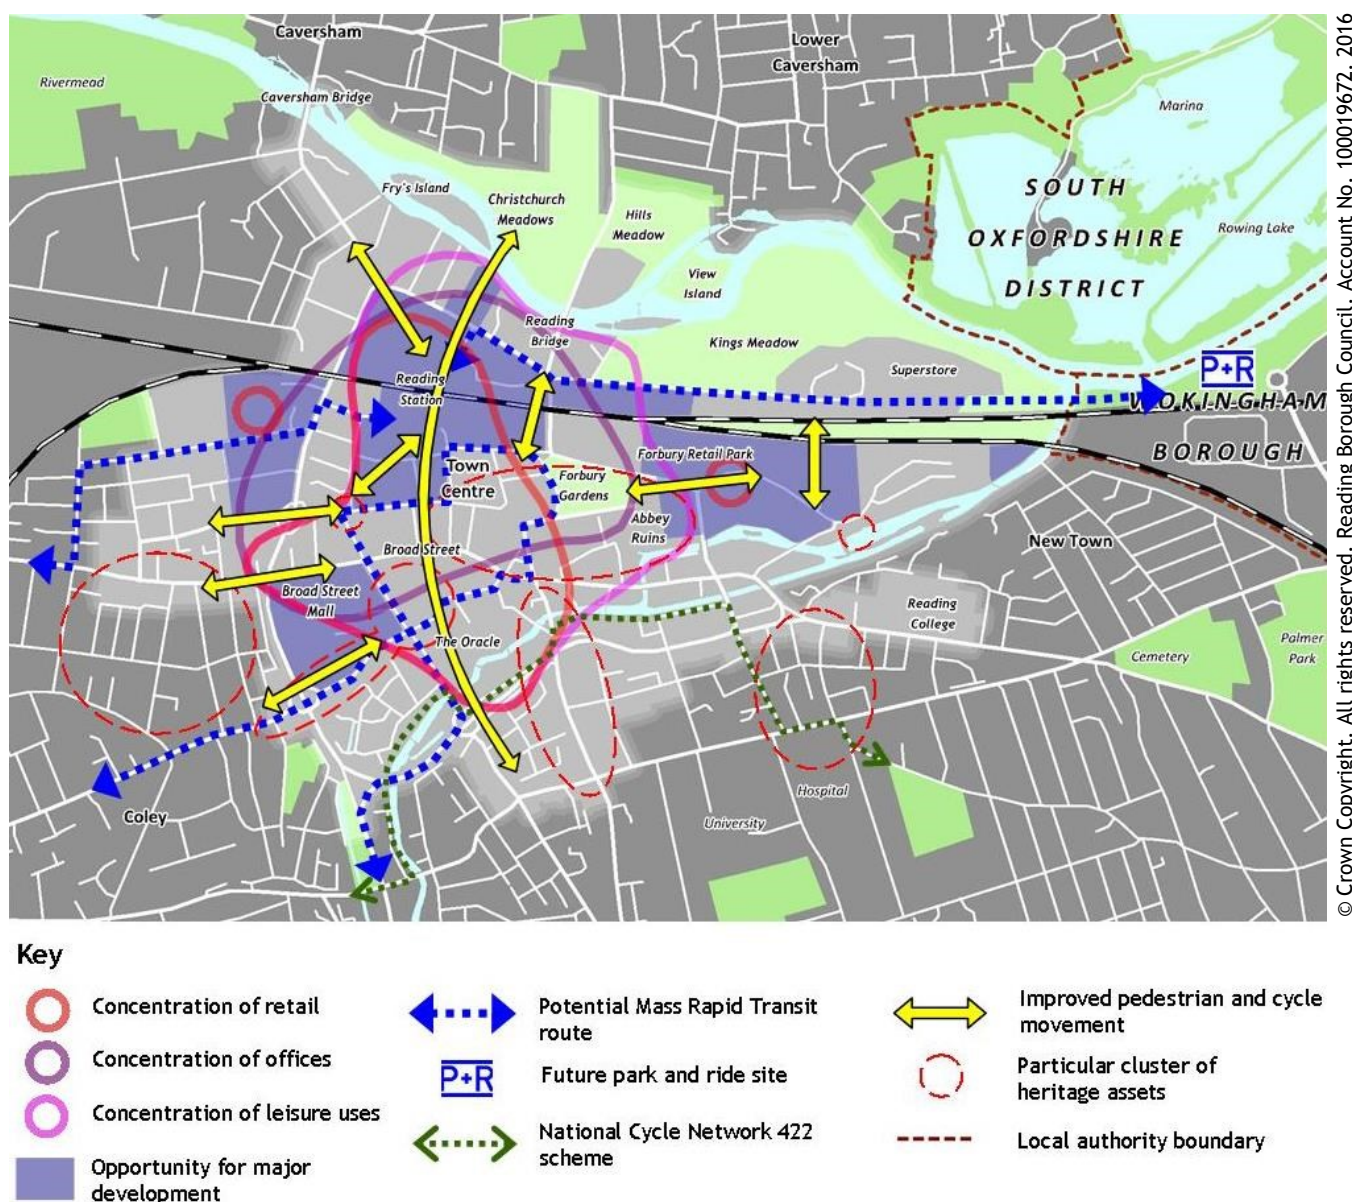 Caversham
Lower
Caversham
Rivermead
Caversham Bridge
Marina
Fry's Island
Christchurch
Meadows
Hills
Meadow
SOUTH
OXFORDSHIRE
DISTRICT
Rowing Lake
View
Island
Reading
Bridge
Kings Meadow
Superstore
P+R
Reading
Station
WOKINGHAM
BOROUGH
Town
Centre
Forbury Retail Park
Forbury
Gardens
Abbey
Ruins
Broad Street
New Town
Broad Street
Mall
Reading
College
The Oracle
Cemetery
Palmer
Park
Hospital
Coley
University
© Crown Copyright. All rights reserved. Reading Borough Council. Account No. 100019672. 2016
Key
Concentration of retail
Concentration of offices
Concentration of leisure uses
Opportunity for major
development
Potential Mass Rapid Transit
route
P+R
Future park and ride site
National Cycle Network 422
scheme
Improved pedestrian and cycle
movement
Particular cluster of
heritage assets
Local authority boundary